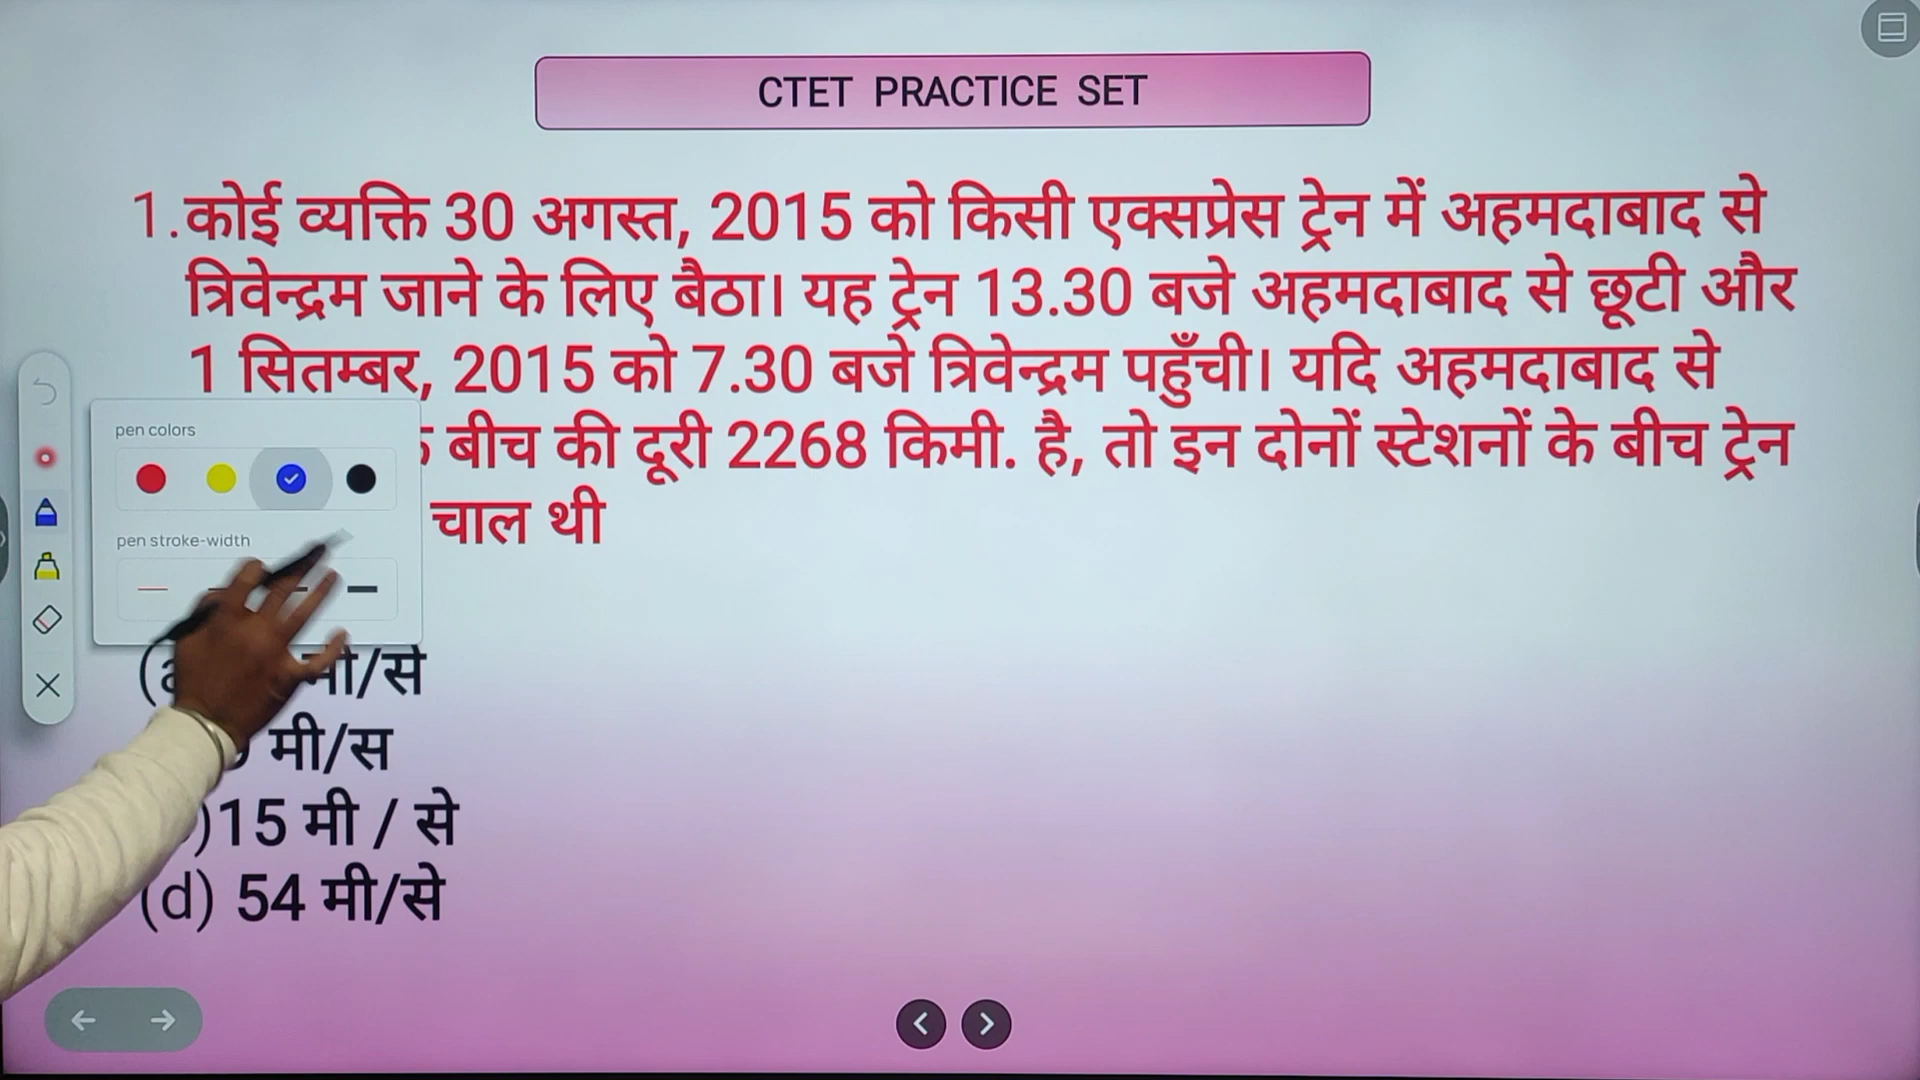 CTET PRACTICE SET
1.कोई व्यक्ति 30 अगस्त, 2015 को किसी एक्सप्रेस ट्रेन में अहमदाबाद से
त्रिवेन्द्रम जाने के लिए बैठा। यह ट्रेन 13.30 बजे अहमदाबाद से छूटी और
1 सितम्बर, 2015 को 7.30 बजे त्रिवेन्द्रम पहुँची। यदि अहमदाबाद से
बीच की दूरी 2268 किमी. है, तो इन दोनों स्टेशनों के बीच ट्रेन
चाल थी
pen colors
pen stroke-width
मी/से
मी/स
)15 मी / से
(d) 54 मी/से